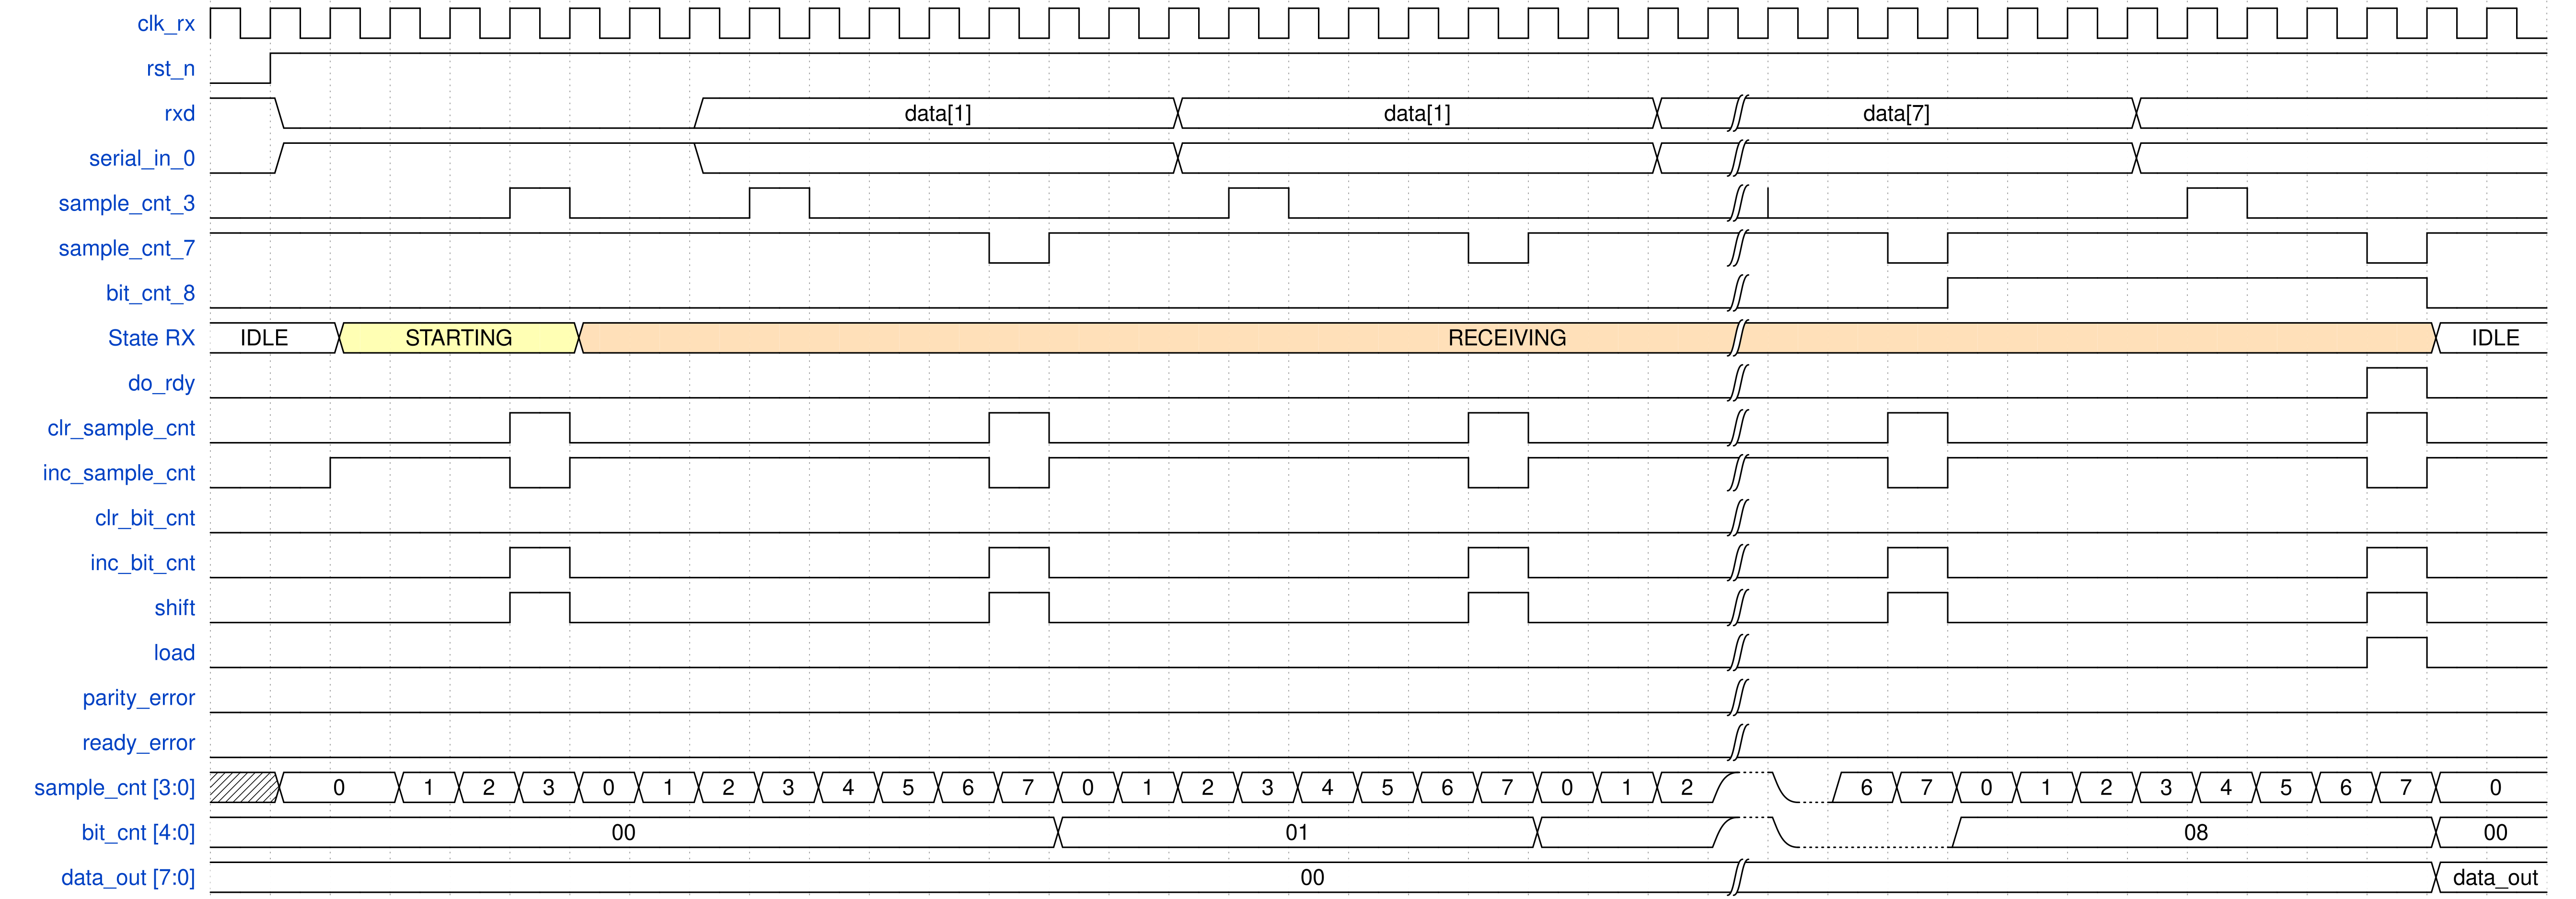 clk_rx
rst_n
rxd data[1] data[1] data[7]
serial_in_0
sample_cnt_3
sample_cnt_7
bit_cnt_8
State RX IDLE STARTING RECEIVING IDLE
do_rdy
clr_sample_cnt
inc_sample_cnt
clr_bit_cnt
inc_bit_cnt
shift
load
parity_error
ready_error
sample_cnt [3:0] 0 1 2 3 0 1 2 3 4 5 6 7 0 1 2 3 4 5 6 7 0 1 2 6 7 0 1 2 3 4 5 6 7 0
bit_cnt [4:0] 00 01 08 00
data_out [7:0] 00 data_out